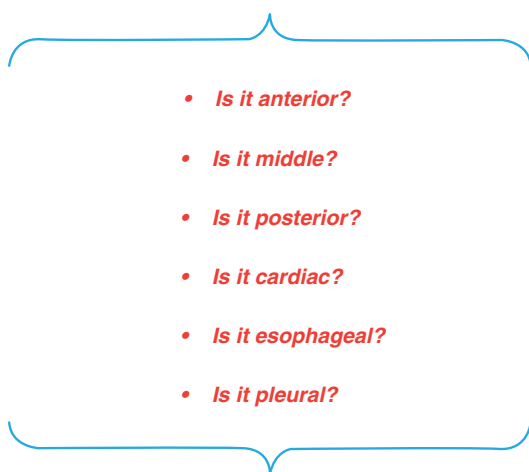 • Is it anterior?
• Is it middle?
• Is it posterior?
• Is it cardiac?
• Is it esophageal?
• Is it pleural?